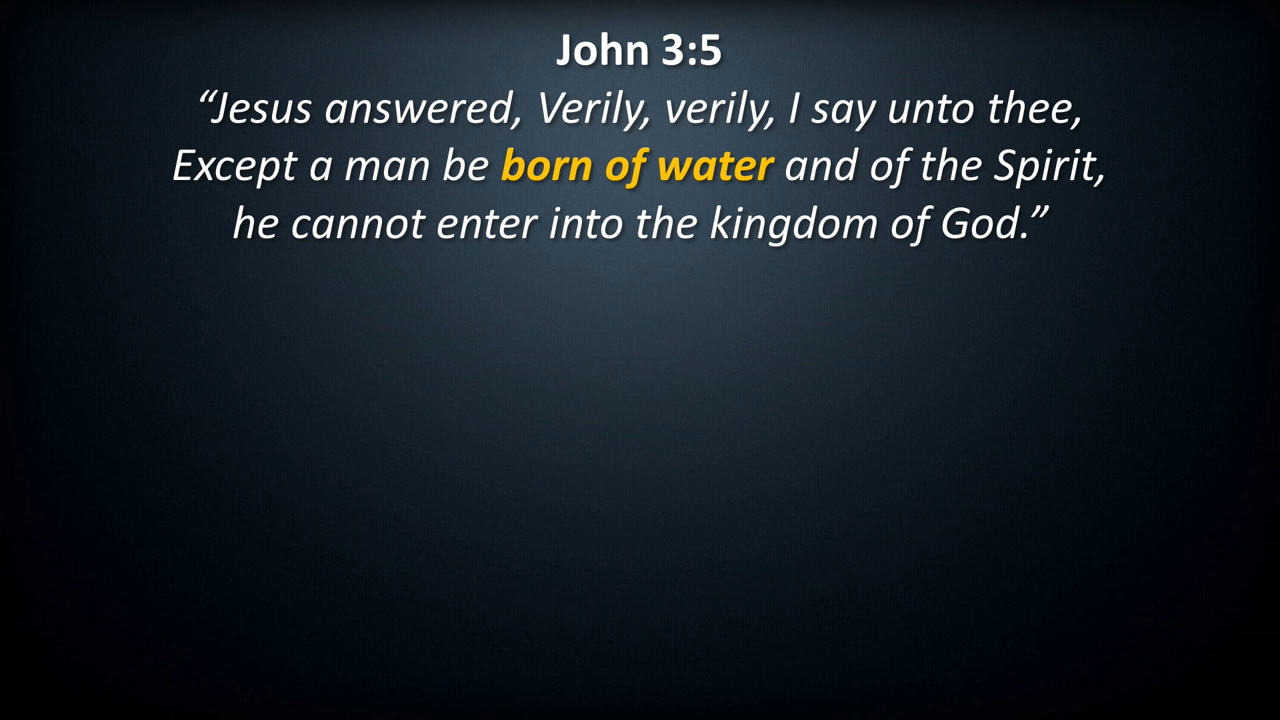 John 3:5
“Jesus answered, Verily, verily, I say unto thee,
Except a man be born of water and of the Spirit,
he cannot enter into the kingdom of God.”